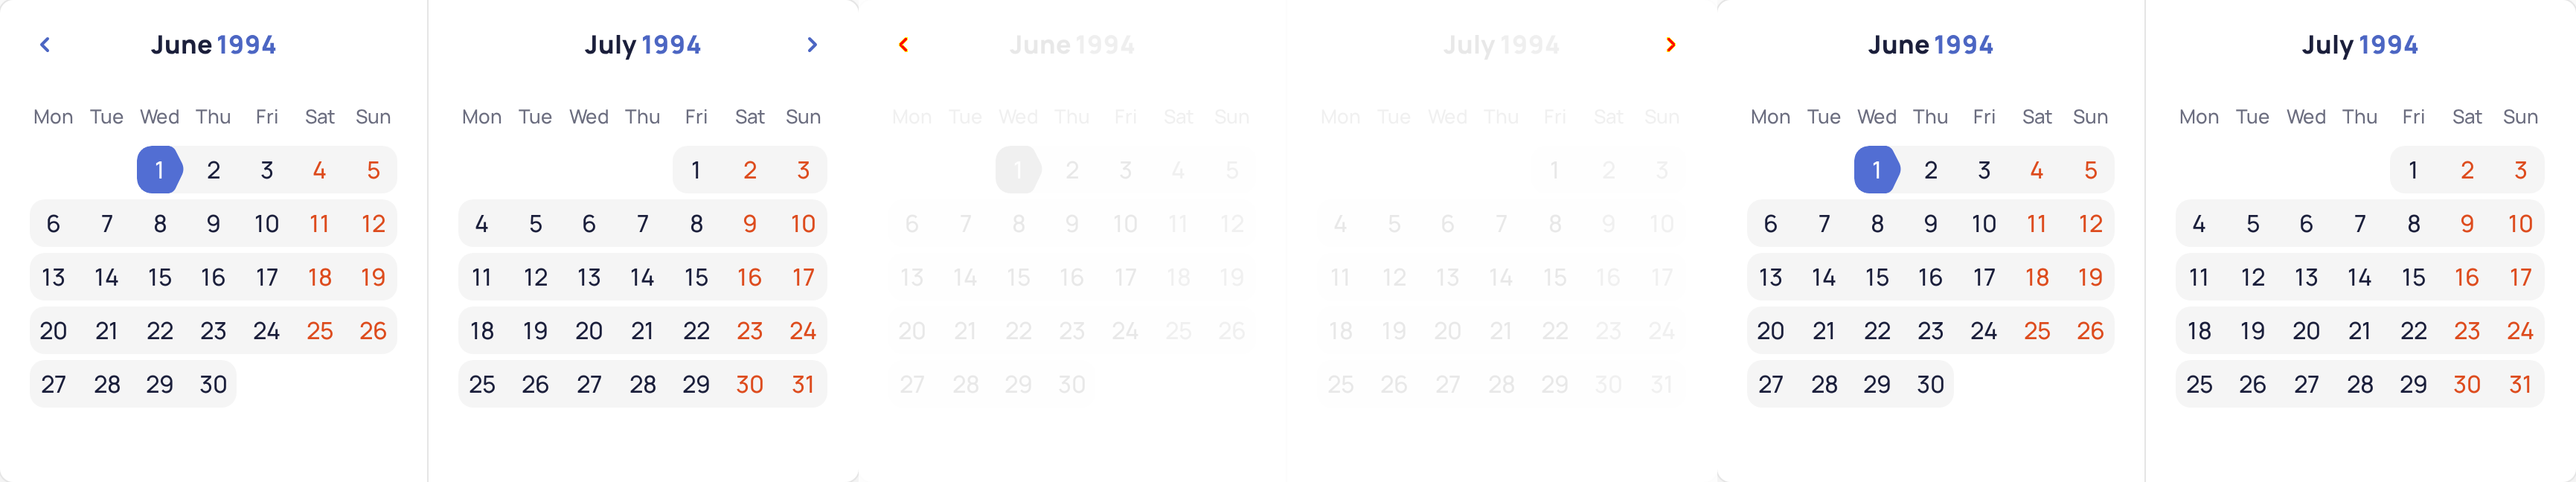 June 1994 July 1994 June 1994 July 1994 June 1994 July 1994
Mon Tue Wed Thu Fri Sat Sun Mon Tue Wed Thu Fri Sat Sun Mon Tue Wed Thu Fri Sat Sun Mon Tue Wed Thu Fri Sat Sun Mon Tue Wed Thu Fri Sat Sun Mon Tue Wed Thu Fri Sat Sun
1 2 3 4 5 1 2 3 1 2 3 4 5 1 2 3 1 2 3 4 5 1 2 3
6 7 8 9 10 11 12 4 5 6 7 8 9 10 6 7 8 9 10 11 12 4 5 6 7 8 9 10 6 7 8 9 10 11 12 4 5 6 7 8 9 10
13 14 15 16 17 18 19 11 12 13 14 15 16 17 13 14 15 16 17 18 19 11 12 13 14 15 16 17 13 14 15 16 17 18 19 11 12 13 14 15 16 17
20 21 22 23 24 25 26 18 19 20 21 22 23 24 20 21 22 23 24 25 26 18 19 20 21 22 23 24 20 21 22 23 24 25 26 18 19 20 21 22 23 24
27 28 29 30 25 26 27 28 29 30 31 27 28 29 30 25 26 27 28 29 30 31 27 28 29 30 25 26 27 28 29 30 31